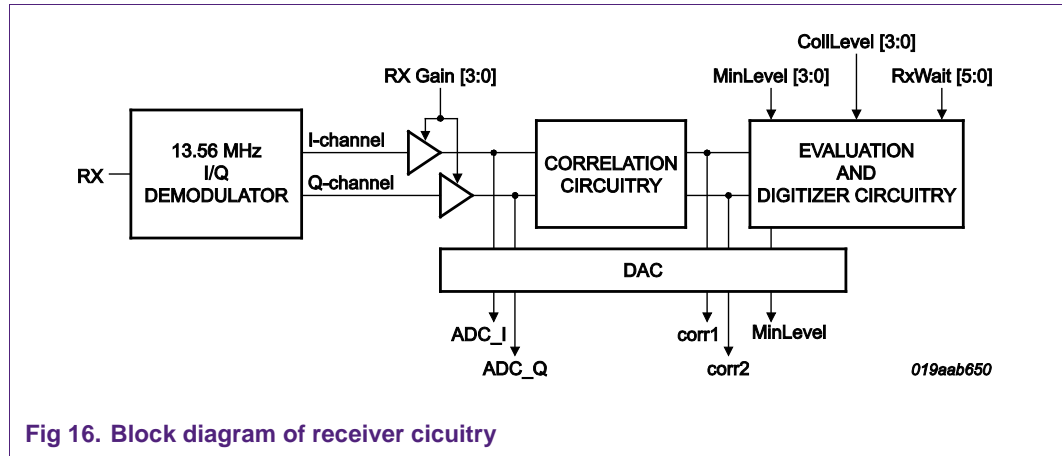 CollLevel [3:0]
RX Gain [3:0]
MinLevel [3:0]
RxWait [5:0]
RX
13.56 MHz
I/Q
DEMODULATOR
I-channel
Q-channel
CORRELATION
CIRCUITRY
EVALUATION
AND
DIGITIZER CIRCUITRY
DAC
ADC_I
ADC_Q
corr1
corr2
MinLevel
019aab650
Fig 16. Block diagram of receiver cicuitry